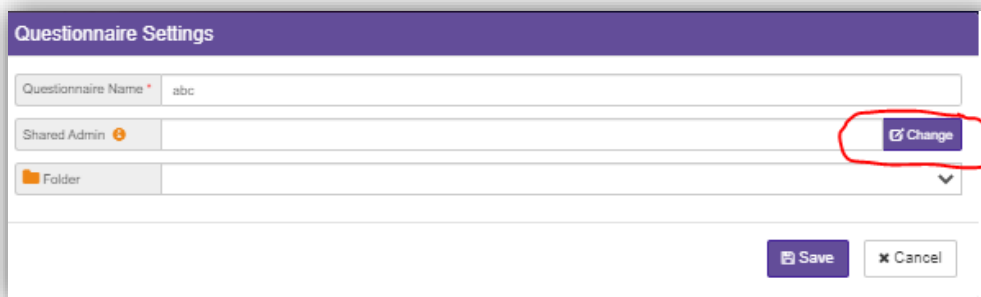 Questionnaire Settings
Questionnaire Name * abc
Shared Admin Change
Folder
Save Cancel